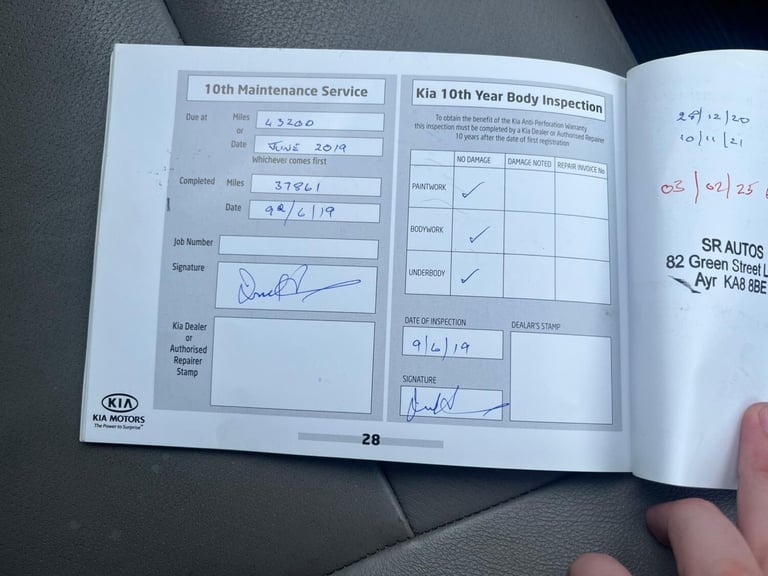 10th Maintenance Service
Due at Miles 43200
or
Date JUNE 2019
Whichever comes first
Completed Miles 37861
Date 9/6/19
Job Number
Signature
Kia Dealer
or
Authorised
Repairer
Stamp
KIA
KIA MOTORS
The Power to Surprise™
Kia 10th Year Body Inspection
To obtain the benefit of the Kia Anti-Perforation Warranty
this inspection must be completed by a Kia Dealer or Authorised Repairer
10 years after the date of first registration
NO DAMAGE DAMAGE NOTED REPAIR INVOICE No
PAINTWORK ✓
BODYWORK ✓
UNDERBODY ✓
DATE OF INSPECTION DEALER'S STAMP
9/6/19
SIGNATURE
28
28/12/20
10/11/21
03/02/25
SR AUTOS
82 Green Street L
Ayr KA8 8BE